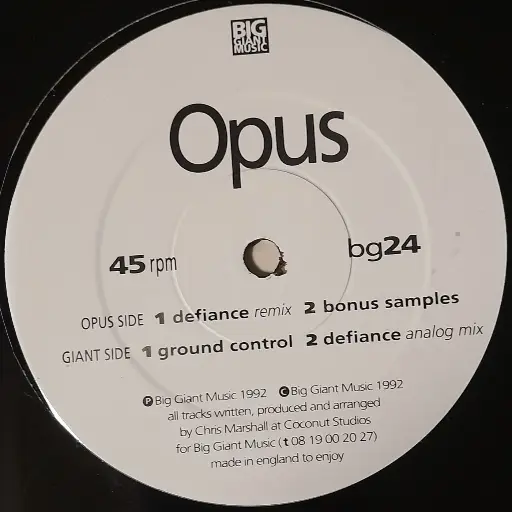 BIG
GIANT
MUSIC
Opus
45 rpm
bg24
OPUS SIDE 1 defiance remix 2 bonus samples
GIANT SIDE 1 ground control 2 defiance analog mix
Ⓟ Big Giant Music 1992 © Big Giant Music 1992
all tracks written, produced and arranged
by Chris Marshall at Coconut Studios
for Big Giant Music (t 08 19 00 20 27)
made in england to enjoy